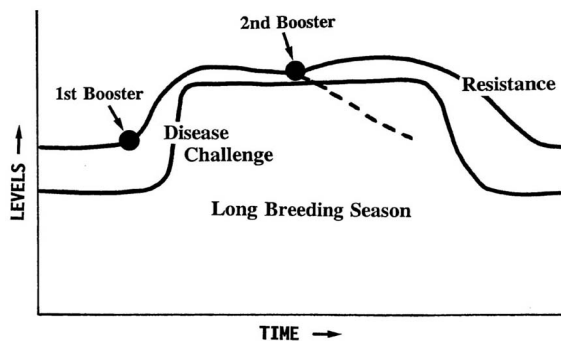 2nd Booster
1st Booster
Resistance
Disease
Challenge
Long Breeding Season
LEVELS
TIME